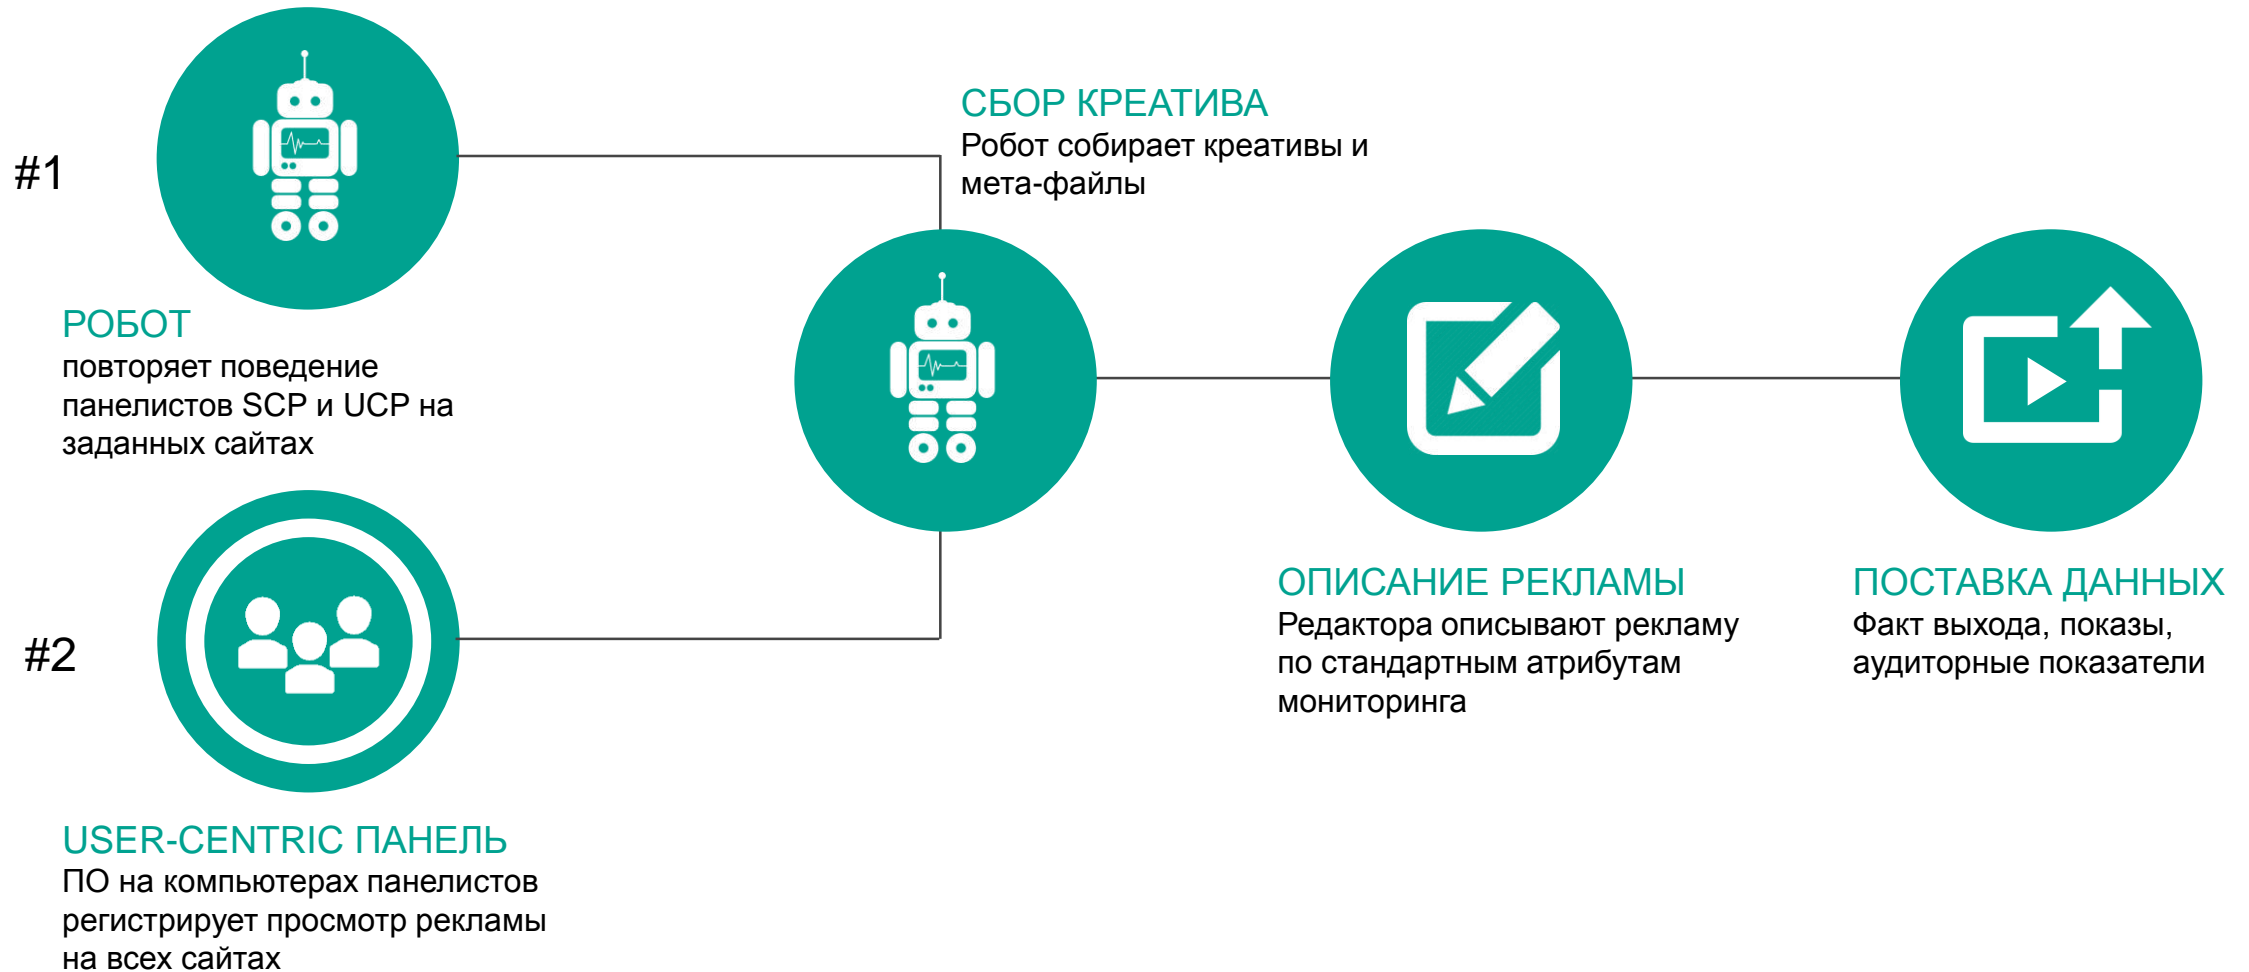 #1
РОБОТ
повторяет поведение
панелистов SCP и UCP на
заданных сайтах
#2
USER-CENTRIC ПАНЕЛЬ
ПО на компьютерах панелистов
регистрирует просмотр рекламы
на всех сайтах
СБОР КРЕАТИВА
Робот собирает креативы и
мета-файлы
ОПИСАНИЕ РЕКЛАМЫ
Редактора описывают рекламу
по стандартным атрибутам
мониторинга
ПОСТАВКА ДАННЫХ
Факт выхода, показы,
аудиторные показатели